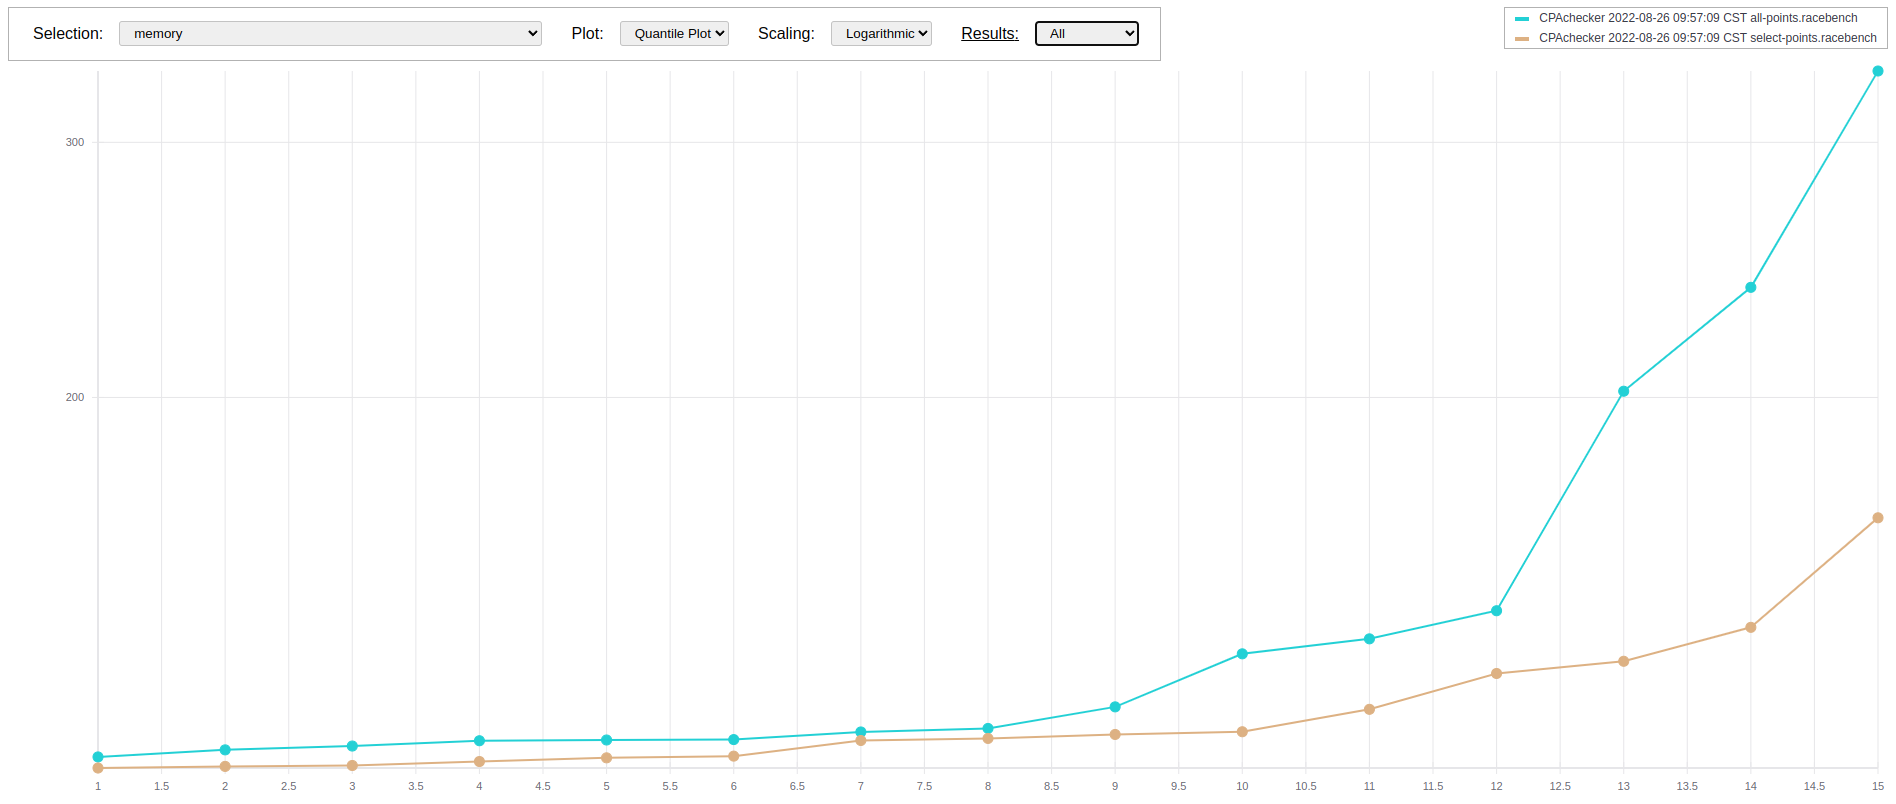 Selection: memory Plot: Quantile Plot Scaling: Logarithmic Results: All
CPAchecker 2022-08-26 09:57:09 CST all-points.racebench
CPAchecker 2022-08-26 09:57:09 CST select-points.racebench
300
200
1 1.5 2 2.5 3 3.5 4 4.5 5 5.5 6 6.5 7 7.5 8 8.5 9 9.5 10 10.5 11 11.5 12 12.5 13 13.5 14 14.5 15